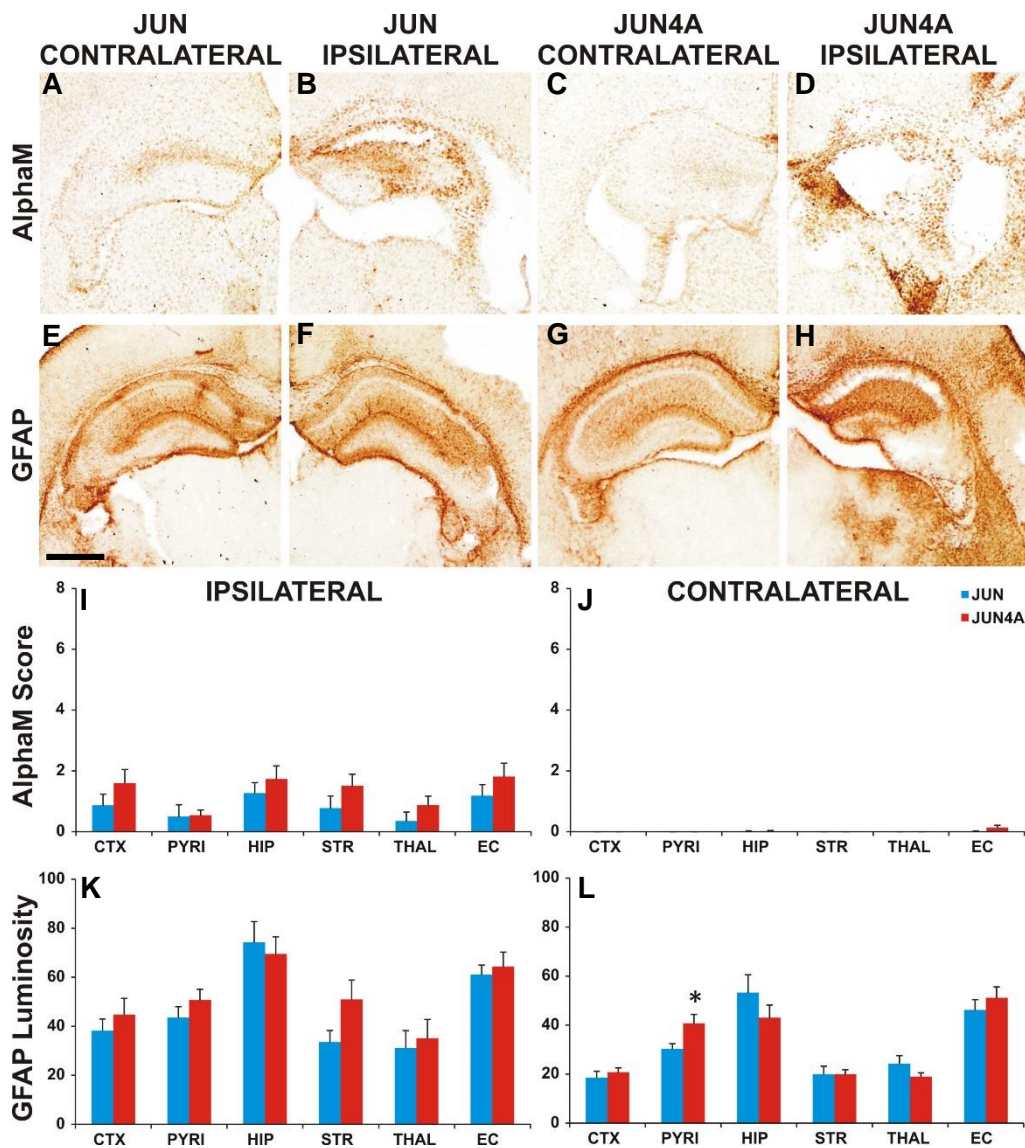 JUN CONTRALATERAL
JUN IPSILATERAL
JUN4A CONTRALATERAL
JUN4A IPSILATERAL
AlphaM
A
B
C
D
GFAP
E
F
G
H
IPSILATERAL
CONTRALATERAL
I
J
JUN
JUN4A
AlphaM Score
8
6
4
2
0
CTX PYRI HIP STR THAL EC
8
6
4
2
0
CTX PYRI HIP STR THAL EC
GFAP Luminosity
K
100
80
60
40
20
0
CTX PYRI HIP STR THAL EC
L
100
80
60
40
20
0
*
CTX PYRI HIP STR THAL EC